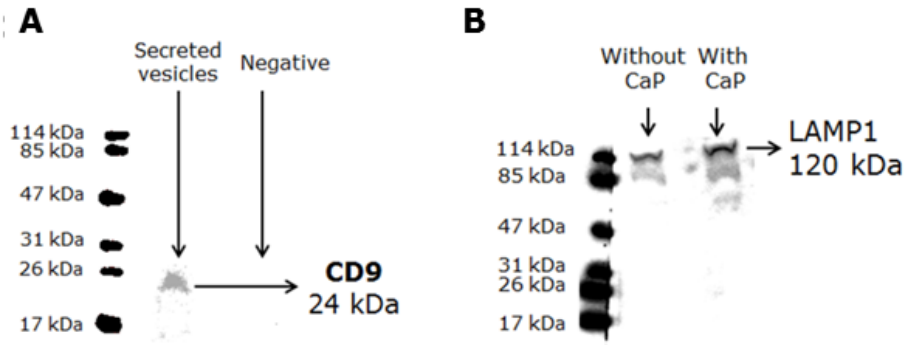 A
Secreted
vesicles
Negative
114 kDa
85 kDa
47 kDa
31 kDa
26 kDa
17 kDa
CD9
24 kDa
B
Without
CaP
With
CaP
114 kDa
85 kDa
47 kDa
31 kDa
26 kDa
17 kDa
LAMP1
120 kDa